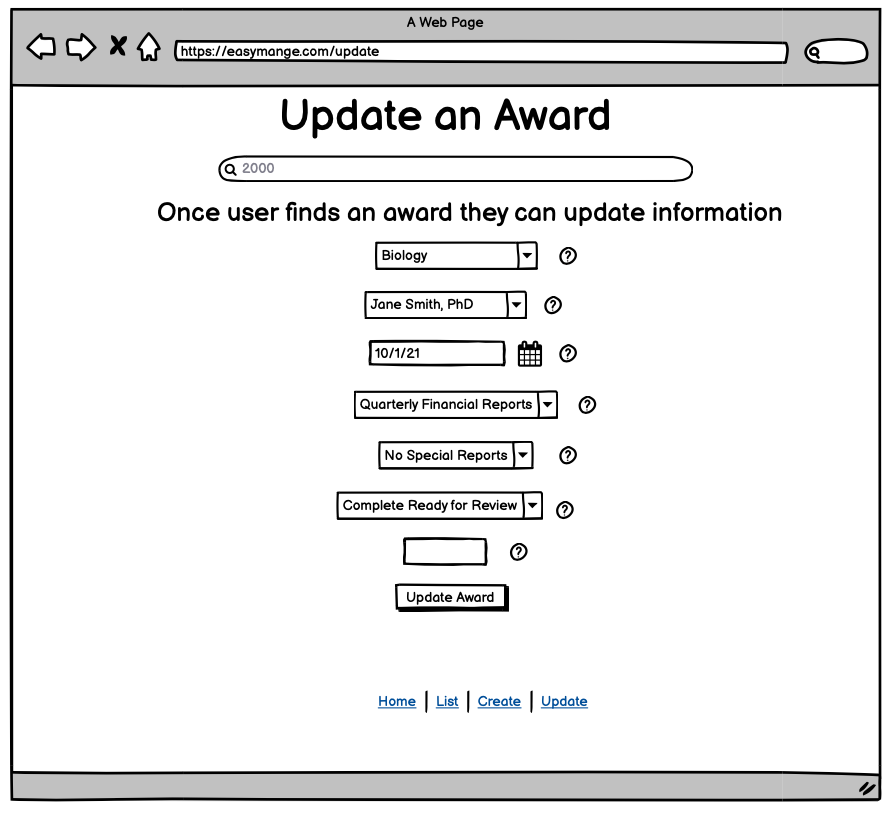 A Web Page
https://easymange.com/update
Update an Award
2000
Once user finds an award they can update information
Biology ?
Jane Smith, PhD ?
10/1/21 ?
Quarterly Financial Reports ?
No Special Reports ?
Complete Ready for Review ?
?
Update Award
Home | List | Create | Update